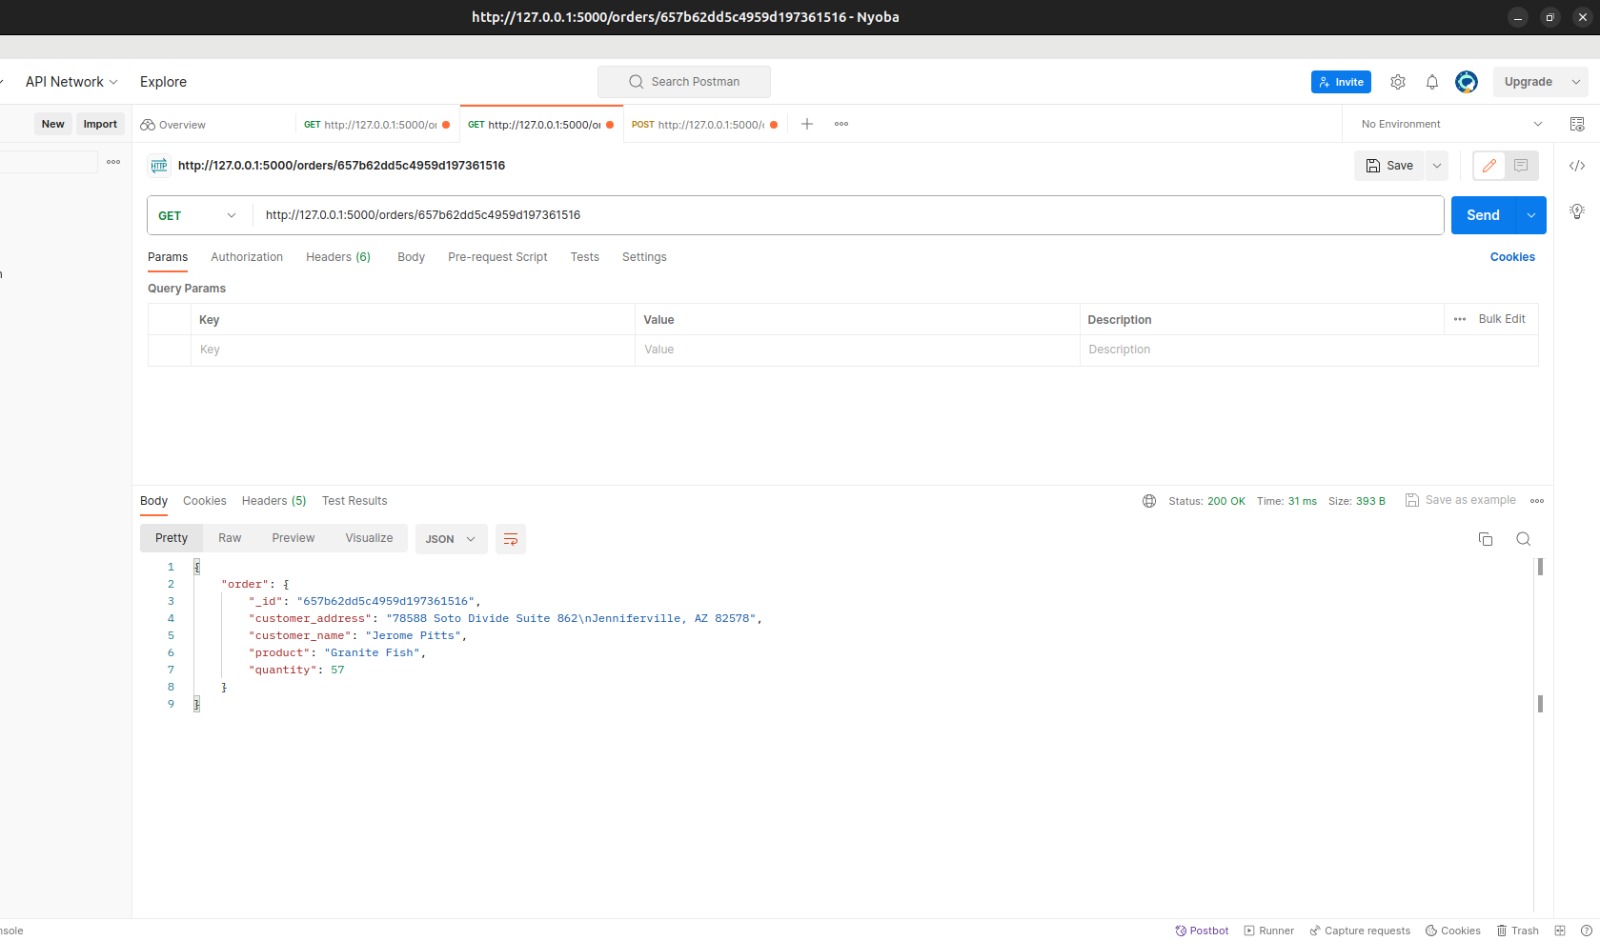 http://127.0.0.1:5000/orders/657b62dd5c4959d197361516 - Nyoba
API Network
Explore
Search Postman
Invite
Upgrade
New
Import
Overview
GET http://127.0.0.1:5000/or
GET http://127.0.0.1:5000/or
POST http://127.0.0.1:5000/
No Environment
HTTP
http://127.0.0.1:5000/orders/657b62dd5c4959d197361516
Save
GET
http://127.0.0.1:5000/orders/657b62dd5c4959d197361516
Send
Params
Authorization
Headers (6)
Body
Pre-request Script
Tests
Settings
Cookies
Query Params
Key
Value
Description
Bulk Edit
Key
Value
Description
Body
Cookies
Headers (5)
Test Results
Status: 200 OK
Time: 31 ms
Size: 393 B
Save as example
Pretty
Raw
Preview
Visualize
JSON
1 {
2 "order": {
3 "_id": "657b62dd5c4959d197361516",
4 "customer_address": "78588 Soto Divide Suite 862\nJenniferville, AZ 82578",
5 "customer_name": "Jerome Pitts",
6 "product": "Granite Fish",
7 "quantity": 57
8 }
9 }
nsole
Postbot
Runner
Capture requests
Cookies
Trash